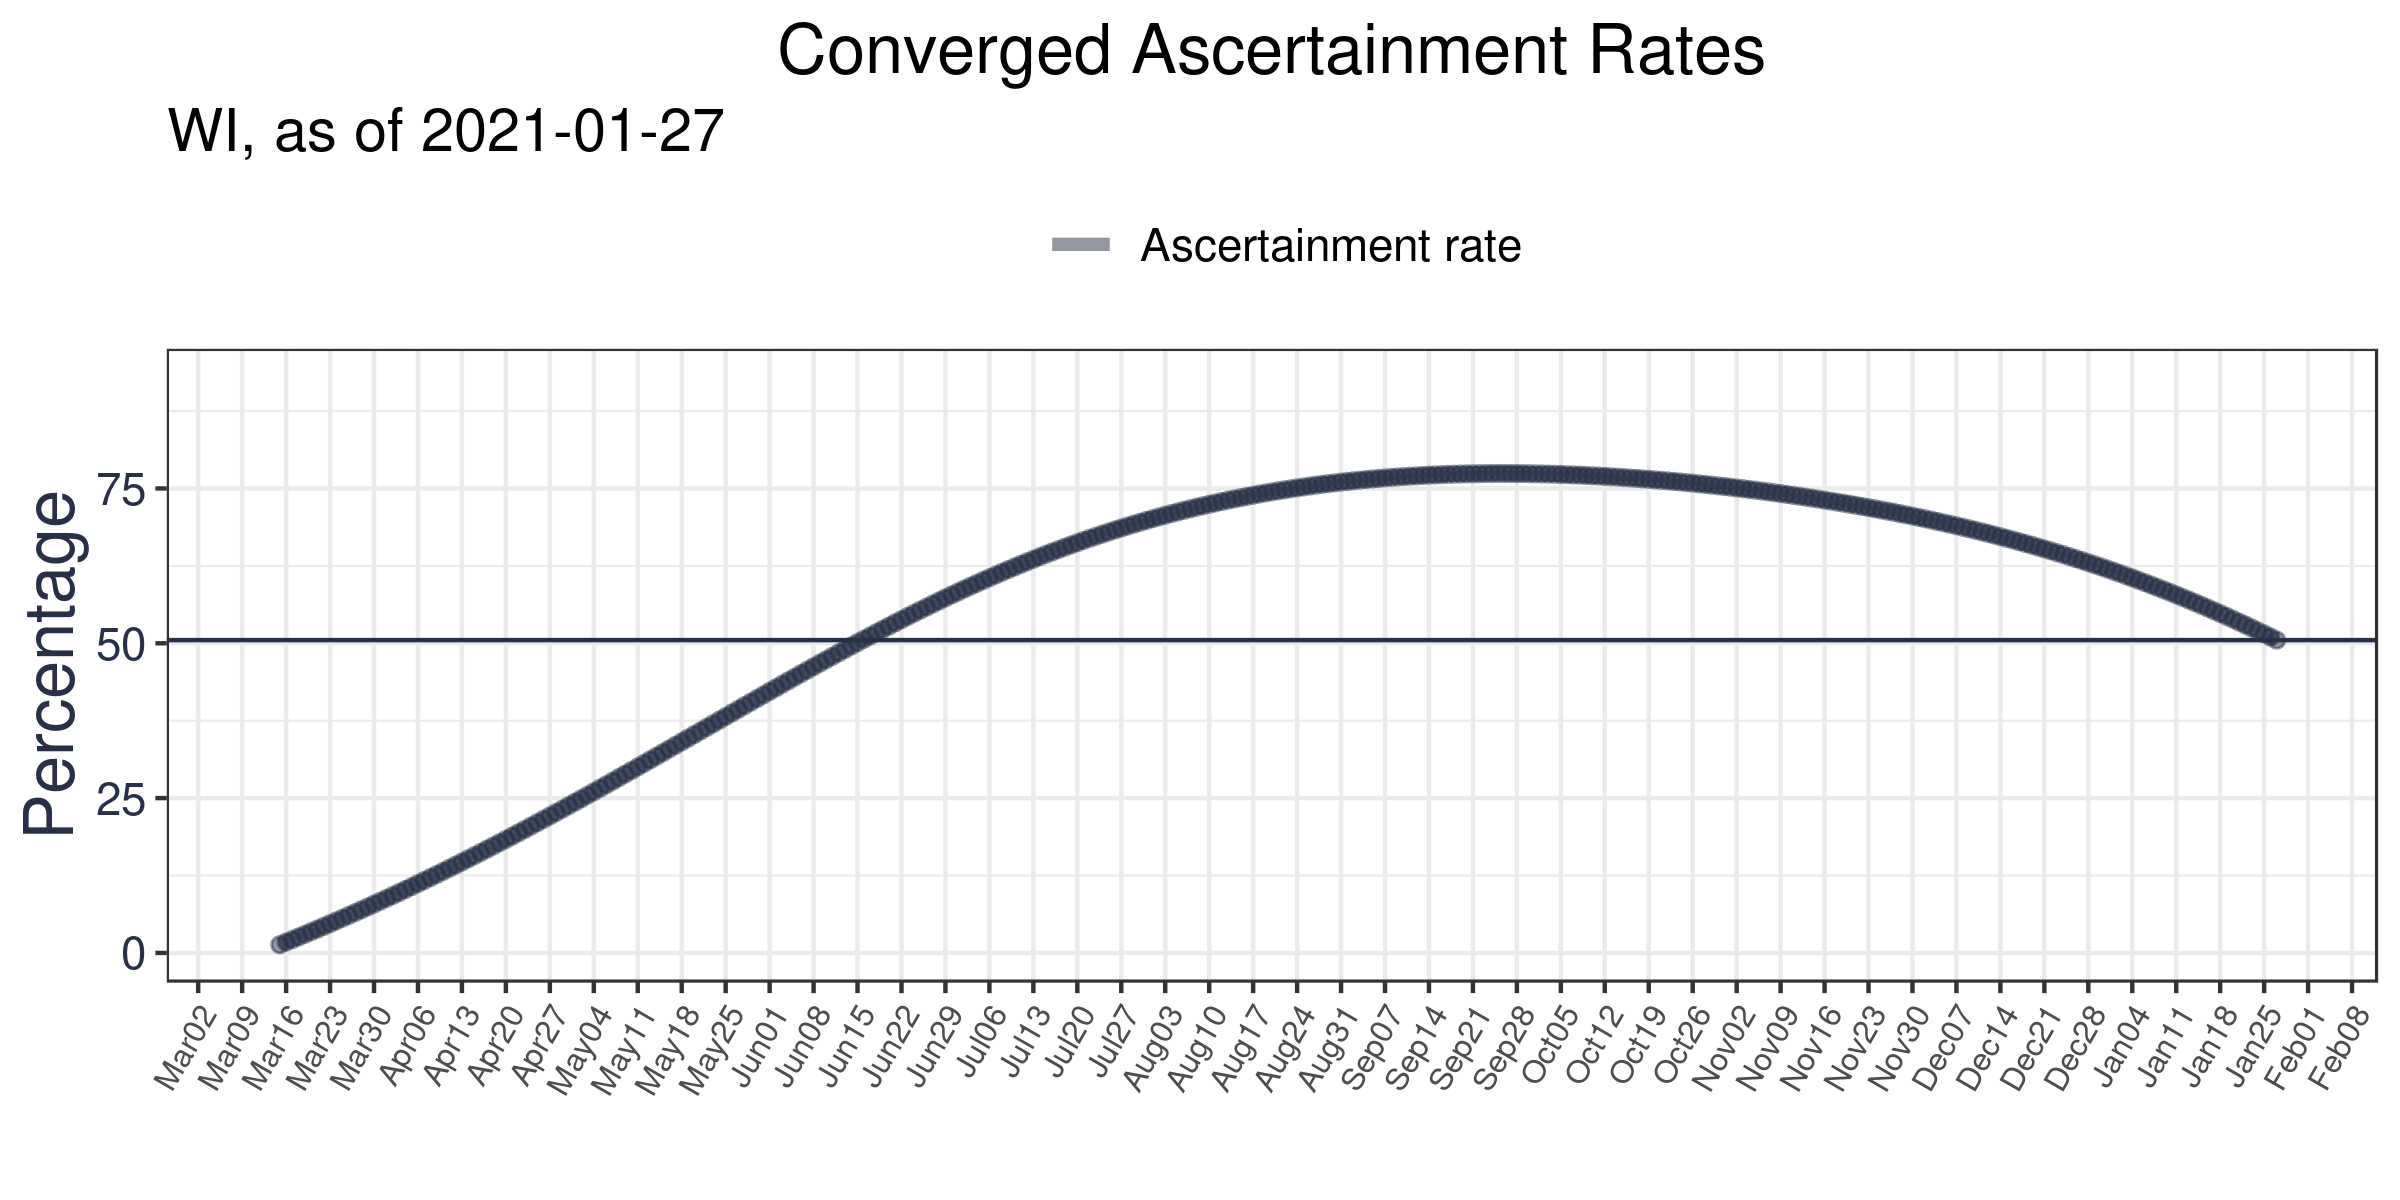 Converged Ascertainment Rates
WI, as of 2021-01-27
Ascertainment rate
Percentage
75
50
25
0
Mar02 Mar09 Mar16 Mar23 Mar30 Apr06 Apr13 Apr20 Apr27 May04 May11 May18 May25 Jun01 Jun08 Jun15 Jun22 Jun29 Jul06 Jul13 Jul20 Jul27 Aug03 Aug10 Aug17 Aug24 Aug31 Sep07 Sep14 Sep21 Sep28 Oct05 Oct12 Oct19 Oct26 Nov02 Nov09 Nov16 Nov23 Nov30 Dec07 Dec14 Dec21 Dec28 Jan04 Jan11 Jan18 Jan25 Feb01 Feb08